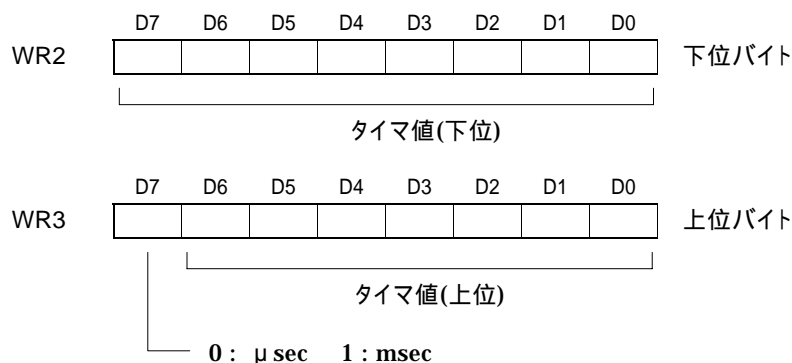 D7 D6 D5 D4 D3 D2 D1 D0
WR2 下位バイト
タイマ値(下位)
D7 D6 D5 D4 D3 D2 D1 D0
WR3 上位バイト
タイマ値(上位)
0 : μsec 1 : msec